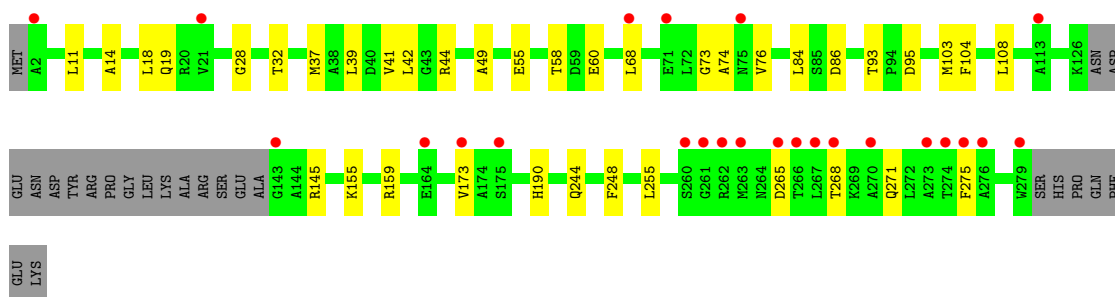 MET A2 L11 A14 L18 Q19 R20 V21 G28 T32 M37 A38 L39 D40 V41 L42 G43 R44 A49 E55 T58 D59 E60 L68 E71 L72 G73 A74 N75 V76 L84 S85 D86 T93 P94 D95 M103 F104 L108 A113 K126 ASN ASP
GLU ASN ASP TYR ARG PRO GLY LEU LYS ALA ARG SER GLU ALA G143 A144 R145 K155 R159 E164 V173 A174 S175 H190 Q244 F248 L255 S260 G261 R262 M263 N264 D265 T266 L267 T268 K269 A270 Q271 L272 A273 T274 F275 A276 W279 SER HIS PRO GLN PHE
GLU LYS